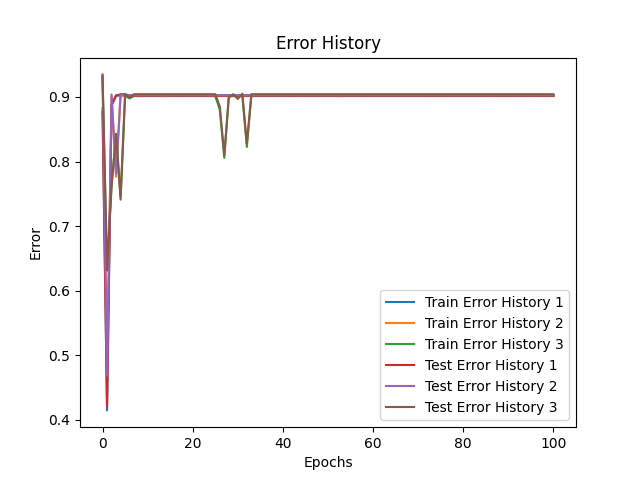 Error History
Error
0.9
0.8
0.7
0.6
0.5
0.4
0
20
40
60
80
100
Epochs
Train Error History 1
Train Error History 2
Train Error History 3
Test Error History 1
Test Error History 2
Test Error History 3